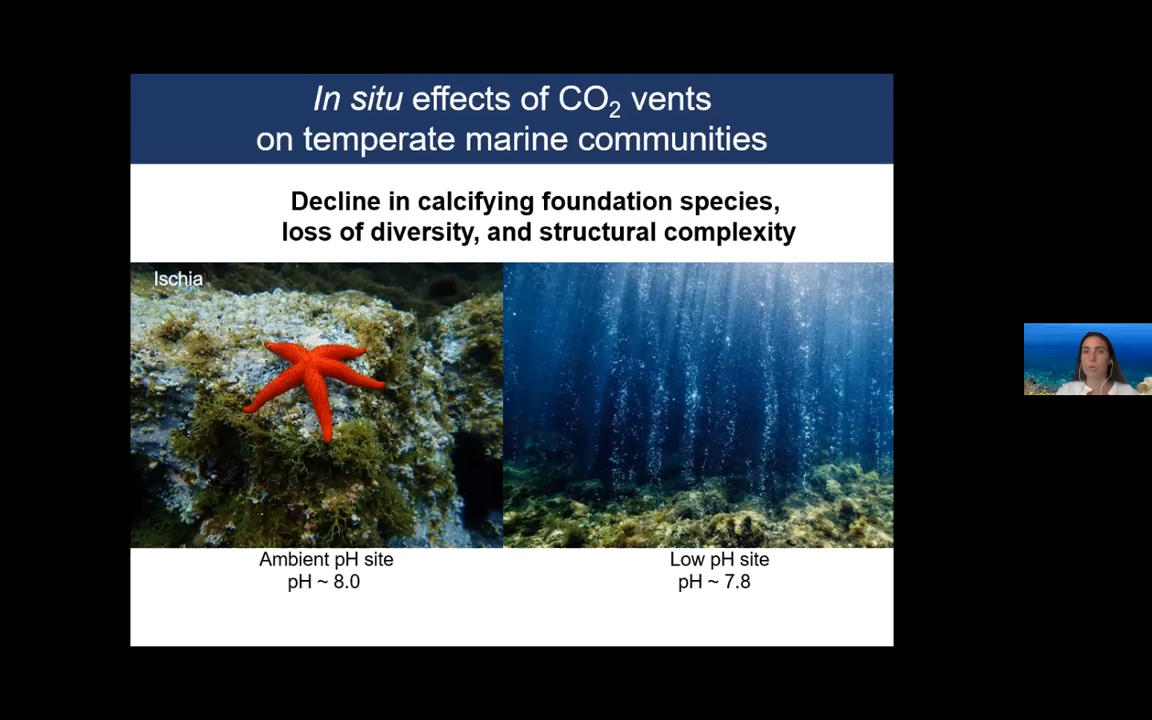 In situ effects of CO₂ vents
on temperate marine communities
Decline in calcifying foundation species,
loss of diversity, and structural complexity
Ischia
Ambient pH site
pH ~ 8.0
Low pH site
pH ~ 7.8